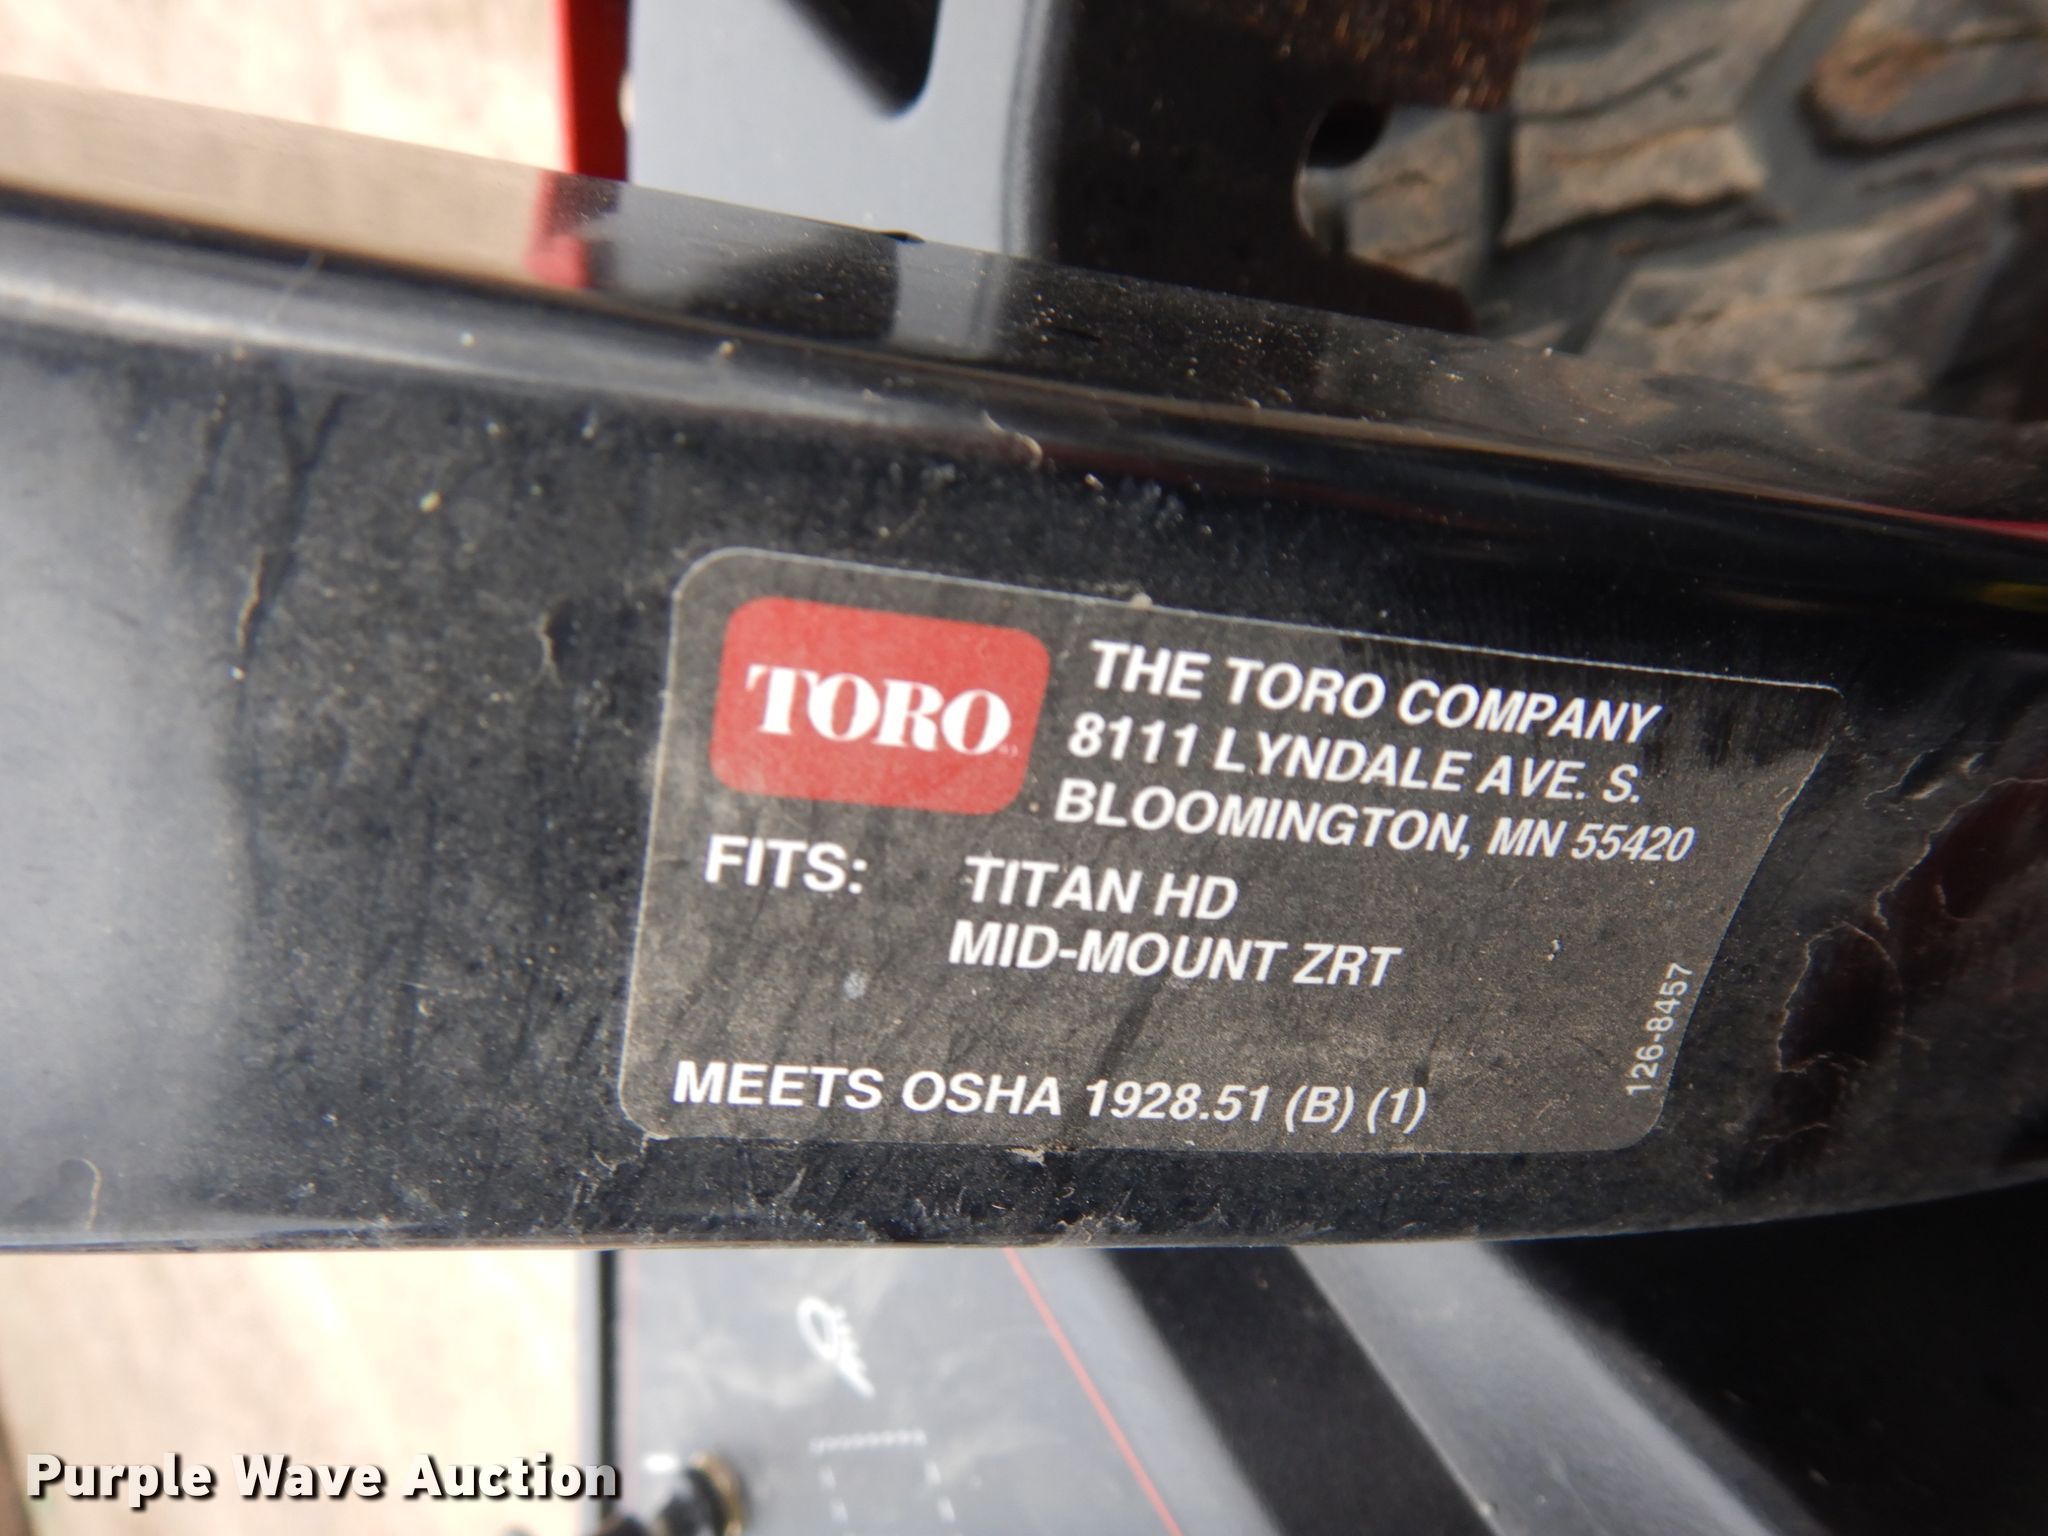 TORO
THE TORO COMPANY
8111 LYNDALE AVE. S.
BLOOMINGTON, MN 55420
FITS: TITAN HD
MID-MOUNT ZRT
MEETS OSHA 1928.51 (B) (1)
126-8457
Purple Wave Auction